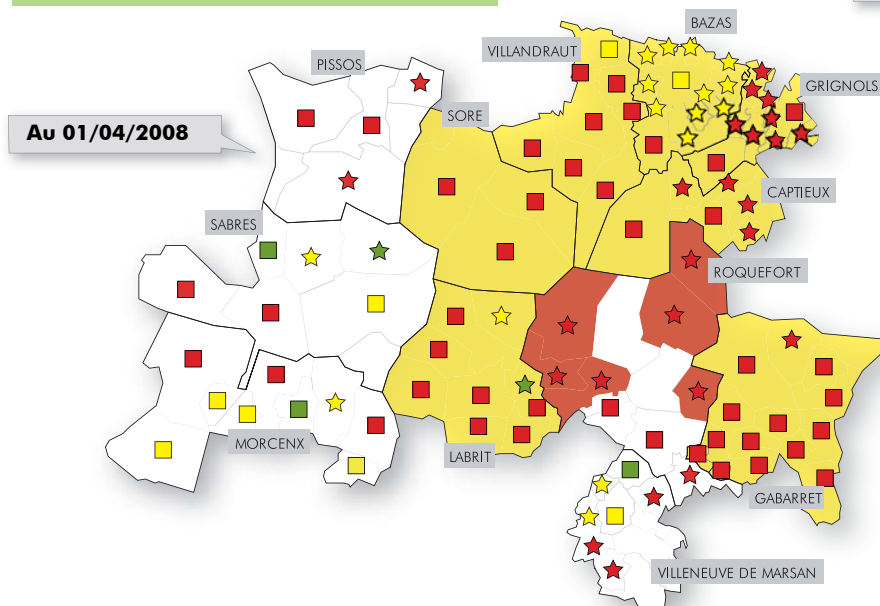 BAZAS
VILLANDRAUT
PISSOS
GRIGNOLS
SORE
Au 01/04/2008
CAPTIEUX
SABRES
ROQUEFORT
MORCENX
LABRIT
GABARRET
VILLENEUVE DE MARSAN